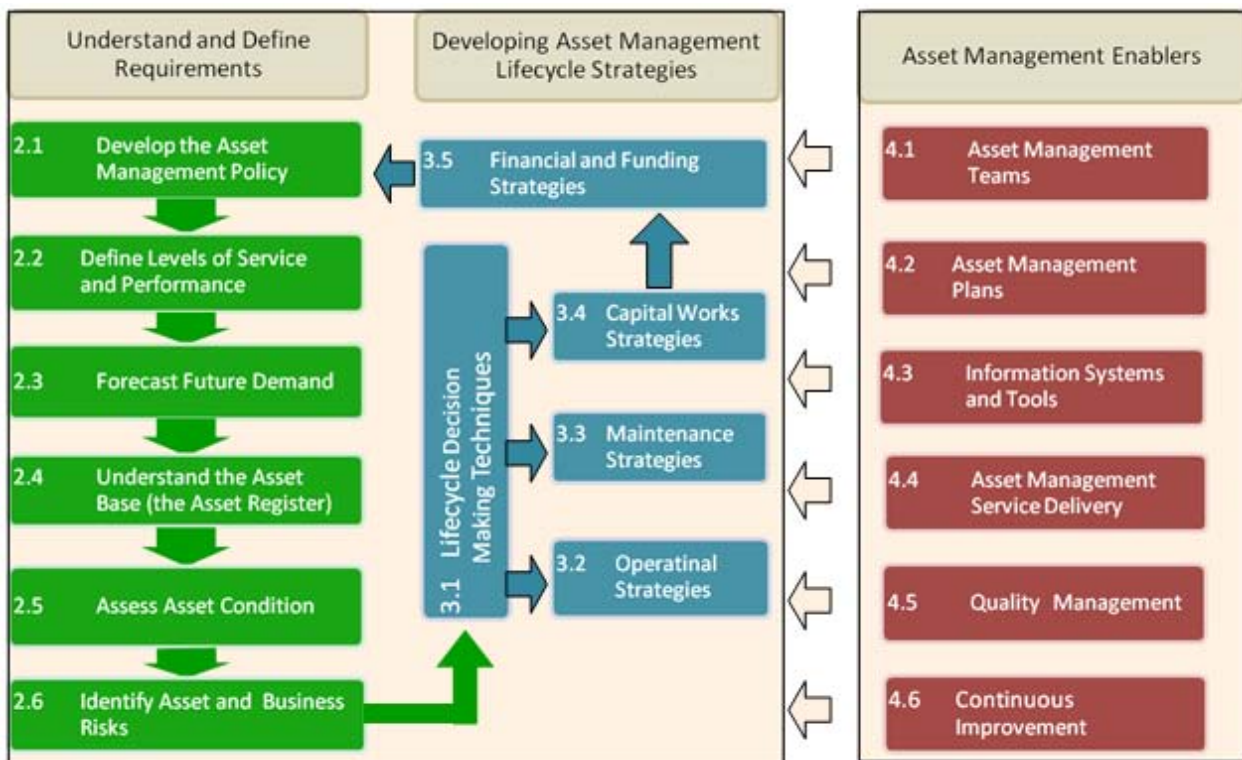 Understand and Define
Requirements
2.1 Develop the Asset
Management Policy
2.2 Define Levels of Service
and Performance
2.3 Forecast Future Demand
2.4 Understand the Asset
Base (the Asset Register)
2.5 Assess Asset Condition
2.6 Identify Asset and Business
Risks
Developing Asset Management
Lifecycle Strategies
3.5 Financial and Funding
Strategies
3.1 Lifecycle Decision
Making Techniques
3.4 Capital Works
Strategies
3.3 Maintenance
Strategies
3.2 Operatinal
Strategies
Asset Management Enablers
4.1 Asset Management
Teams
4.2 Asset Management
Plans
4.3 Information Systems
and Tools
4.4 Asset Management
Service Delivery
4.5 Quality Management
4.6 Continuous
Improvement